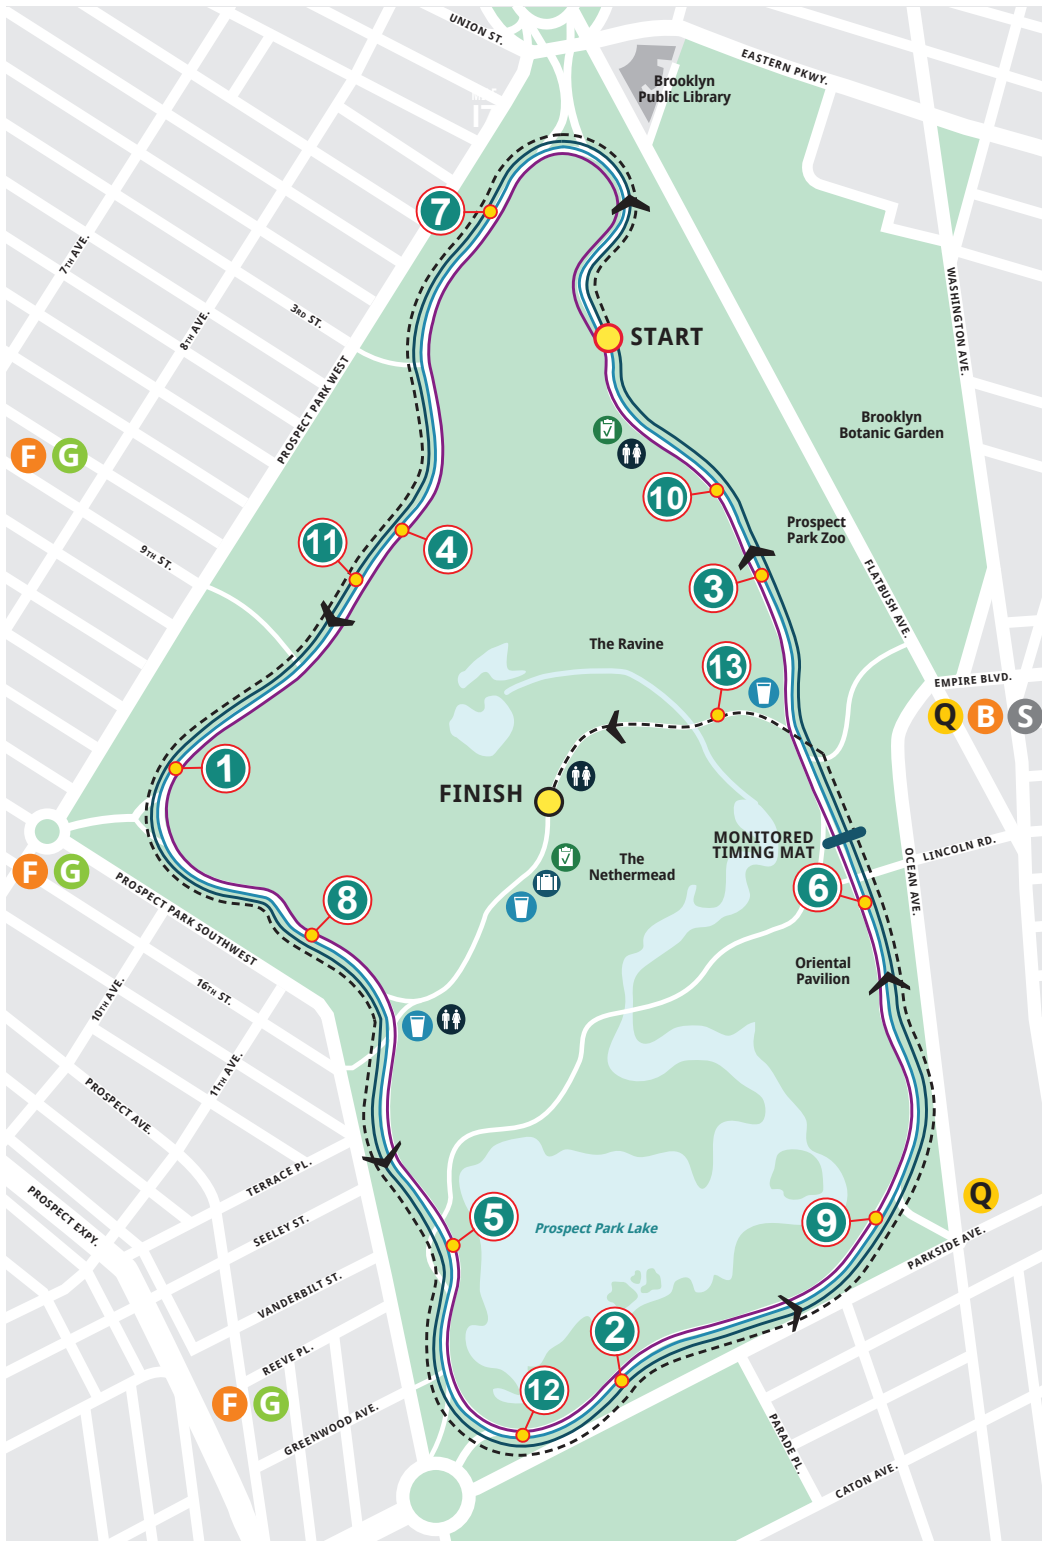 UNION ST.
EASTERN PKWY.
Brooklyn
Public Library
7
7TH AVE.
8TH AVE.
3RD ST.
WASHINGTON AVE.
START
PROSPECT PARK WEST
Brooklyn
Botanic Garden
F G
10
Prospect
Park Zoo
11
4
9TH ST.
3
FLATBUSH AVE.
The Ravine
13
EMPIRE BLVD.
Q B S
1
FINISH
MONITORED
TIMING MAT
LINCOLN RD.
The
Nethermead
F G
OCEAN AVE.
6
8
PROSPECT PARK SOUTHWEST
Oriental
Pavilion
10TH AVE.
16TH ST.
11TH AVE.
PROSPECT AVE.
TERRACE PL.
Q
PROSPECT EXPY.
5
9
SEELEY ST.
Prospect Park Lake
PARKSIDE AVE.
VANDERBILT ST.
2
REEVE PL.
12
F G
GREENWOOD AVE.
PARADE PL.
CATON AVE.